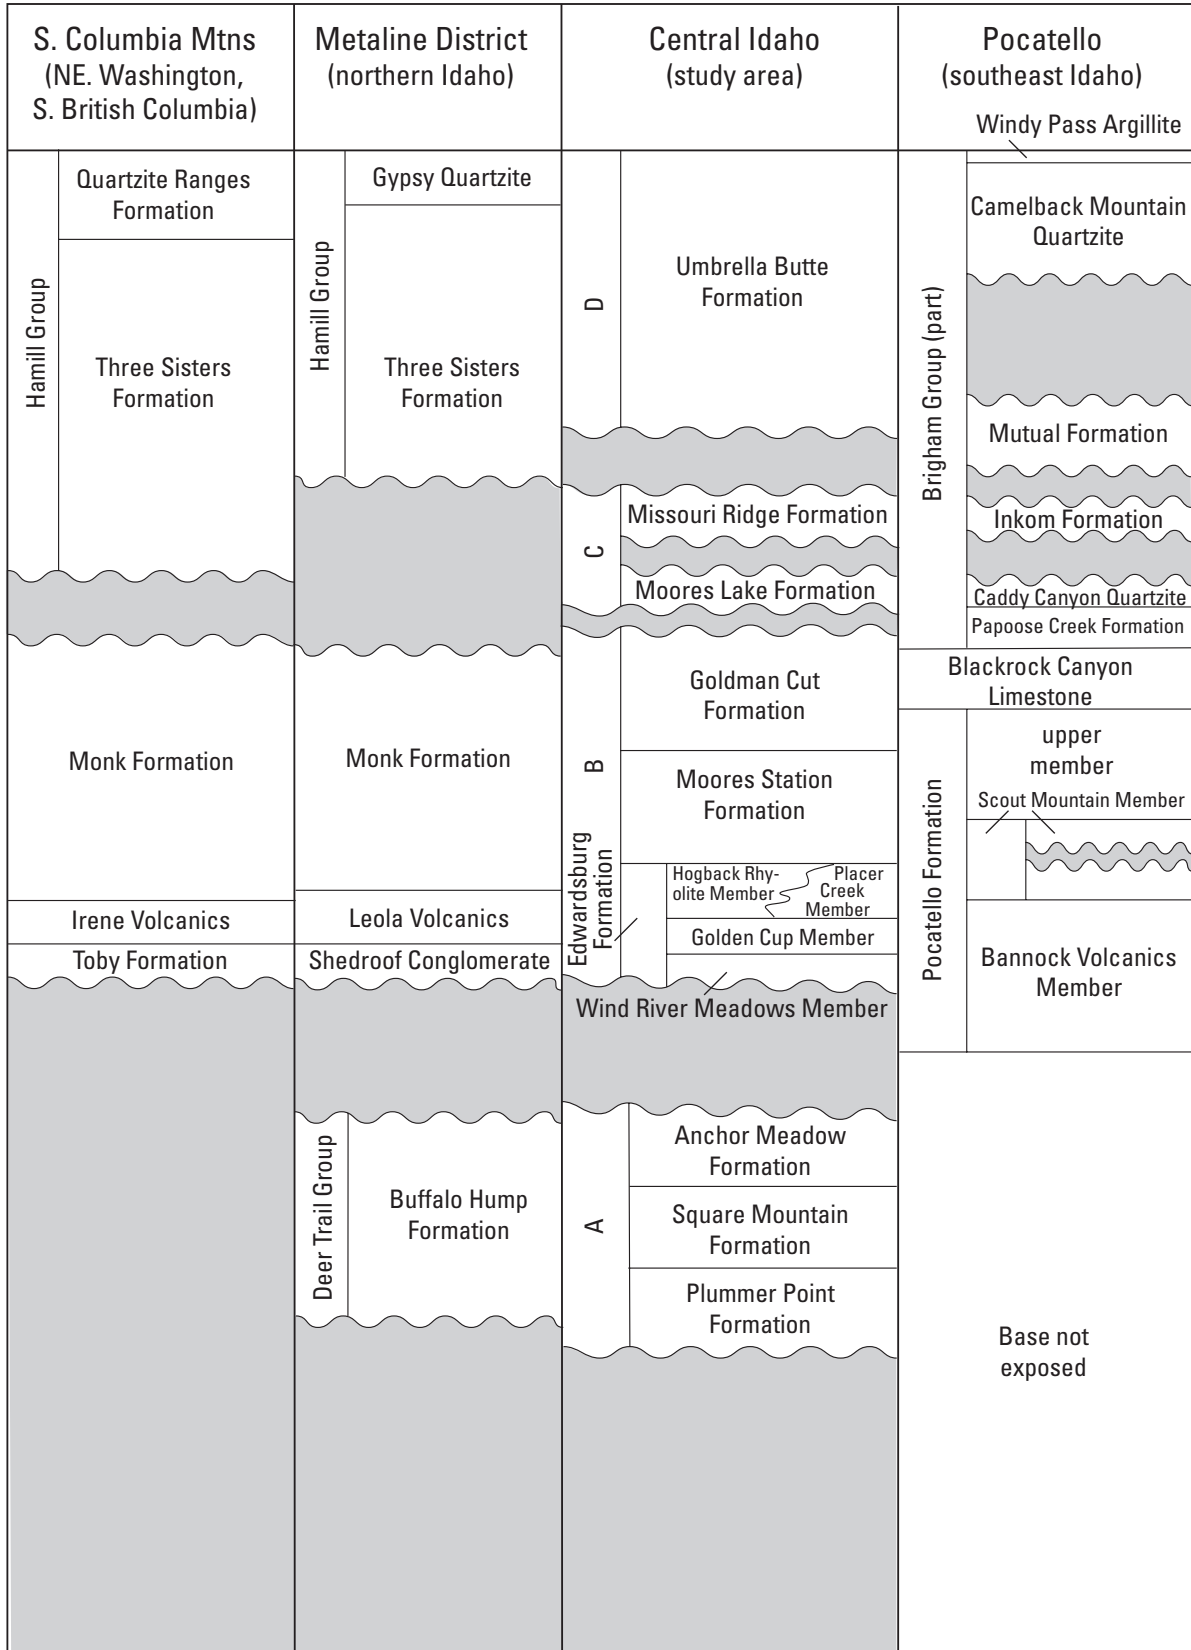 S. Columbia Mtns
(NE. Washington,
S. British Columbia)
Hamill Group
Quartzite Ranges
Formation
Three Sisters
Formation
Monk Formation
Irene Volcanics
Toby Formation
Metaline District
(northern Idaho)
Hamill Group
Gypsy Quartzite
Three Sisters
Formation
Monk Formation
Leola Volcanics
Shedroof Conglomerate
Deer Trail Group
Buffalo Hump
Formation
Central Idaho
(study area)
D
Umbrella Butte
Formation
C
Missouri Ridge Formation
Moores Lake Formation
B
Goldman Cut
Formation
Moores Station
Formation
Edwardsburg
Formation
Hogback Rhy-
olite Member
Placer
Creek
Member
Golden Cup Member
Wind River Meadows Member
A
Anchor Meadow
Formation
Square Mountain
Formation
Plummer Point
Formation
Pocatello
(southeast Idaho)
Windy Pass Argillite
Brigham Group (part)
Camelback Mountain
Quartzite
Mutual Formation
Inkom Formation
Caddy Canyon Quartzite
Papoose Creek Formation
Blackrock Canyon
Limestone
Pocatello Formation
upper
member
Scout Mountain Member
Bannock Volcanics
Member
Base not
exposed